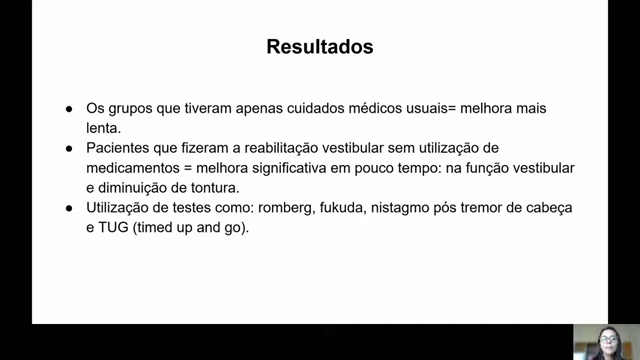 Resultados
● Os grupos que tiveram apenas cuidados médicos usuais= melhora mais
lenta.
● Pacientes que fizeram a reabilitação vestibular sem utilização de
medicamentos = melhora significativa em pouco tempo: na função vestibular
e diminuição de tontura.
● Utilização de testes como: romberg, fukuda, nistagmo pós tremor de cabeça
e TUG (timed up and go).